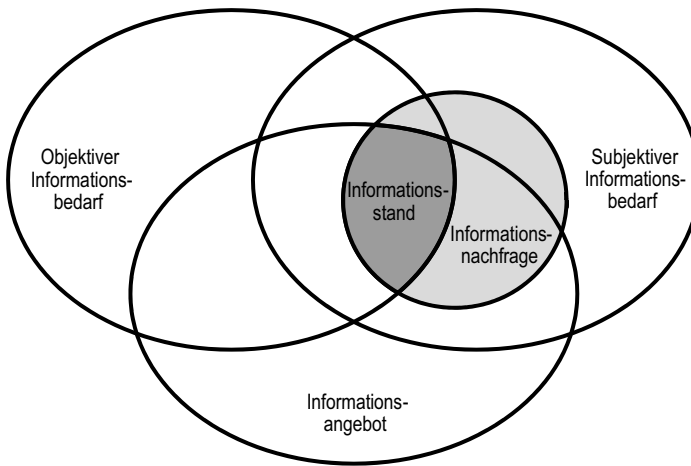 Objektiver
Informations-
bedarf
Informations-
stand
Subjektiver
Informations-
bedarf
Informations-
nachfrage
Informations-
angebot